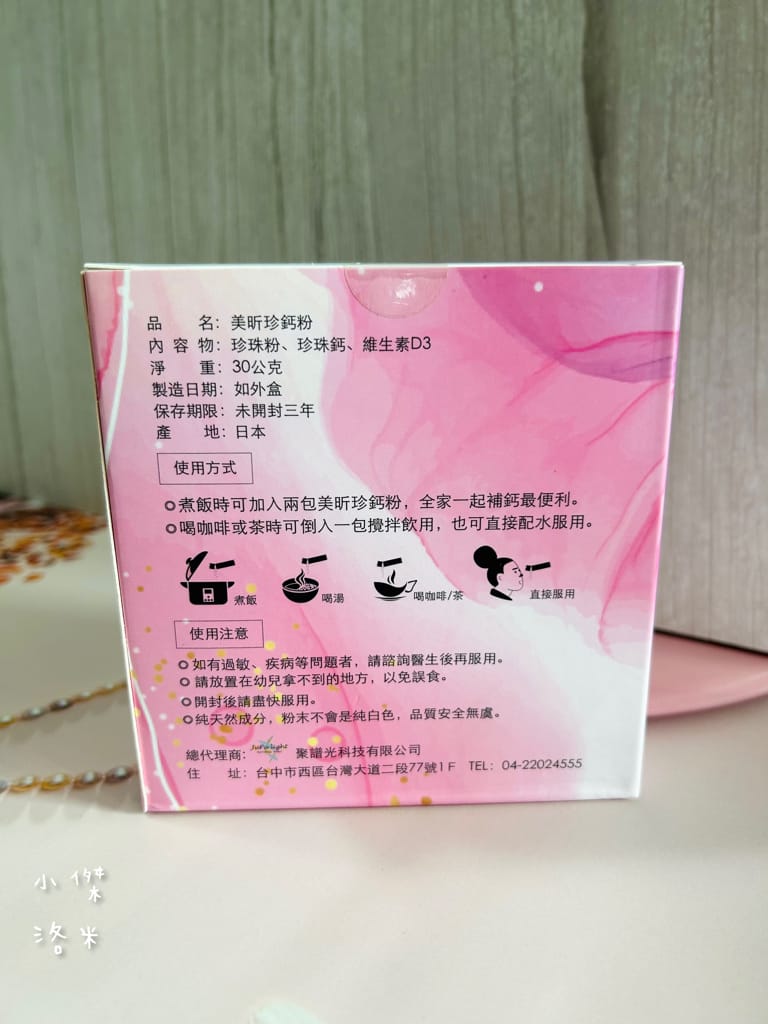 品　　名：美昕珍鈣粉
內 容 物：珍珠粉、珍珠鈣、維生素D3
淨　　重：30公克
製造日期：如外盒
保存期限：未開封三年
產　　地：日本
使用方式
煮飯時可加入兩包美昕珍鈣粉，全家一起補鈣最便利。
喝咖啡或茶時可倒入一包攪拌飲用，也可直接配水服用。
煮飯 喝湯 喝咖啡/茶 直接服用
使用注意
如有過敏、疾病等問題者，請諮詢醫生後再服用。
請放置在幼兒拿不到的地方，以免誤食。
開封後請盡快服用。
純天然成分，粉末不會是純白色，品質安全無虞。
總代理商： 聚譜光科技有限公司
住　　址：台中市西區台灣大道二段77號1F　TEL：04-22024555
小傑
洛米